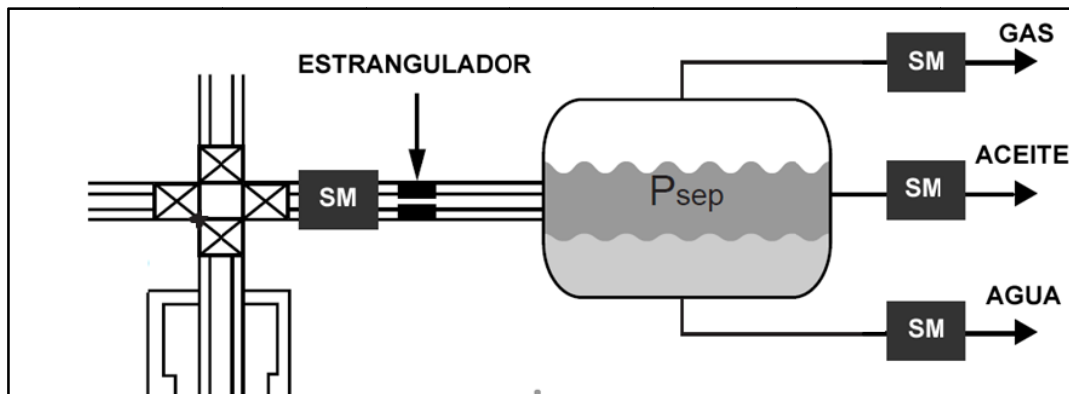 ESTRANGULADOR
SM
Psep
GAS
SM
ACEITE
SM
AGUA
SM